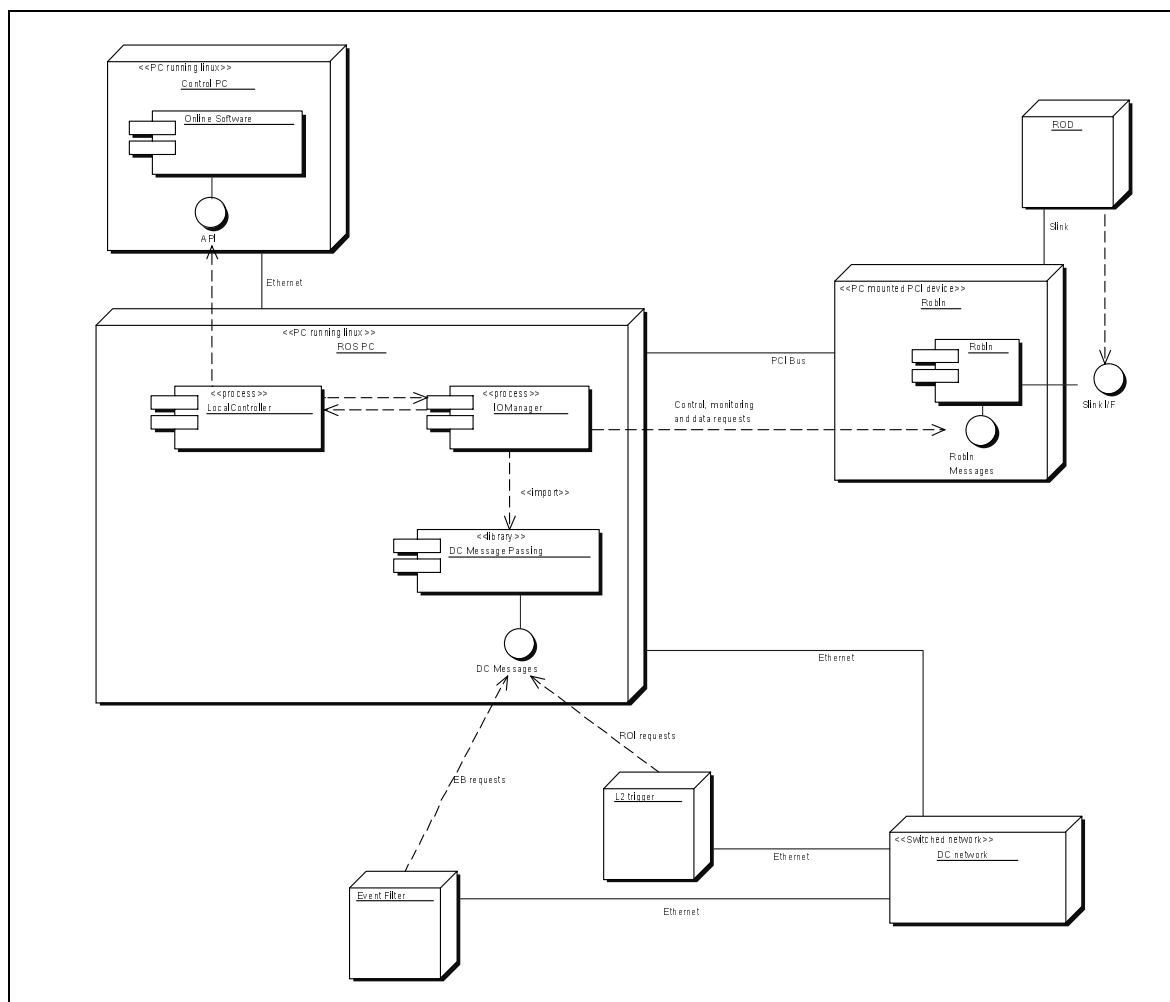 <<PC running linux>>
Control PC
Online Software
API
Ethernet
ROD
Slink
<<PC mounted PCI device>>
RobIn
RobIn
Slink I/F
RobIn
Messages
<<PC running linux>>
ROS PC
PCI Bus
<<process>>
LocalController
<<process>>
IOManager
Control, monitoring
and data requests
<<import>>
<<library>>
DC Message Passing
DC Messages
Ethernet
ROI requests
EB requests
L2 trigger
Ethernet
<<Switched network>>
DC network
Event Filter
Ethernet